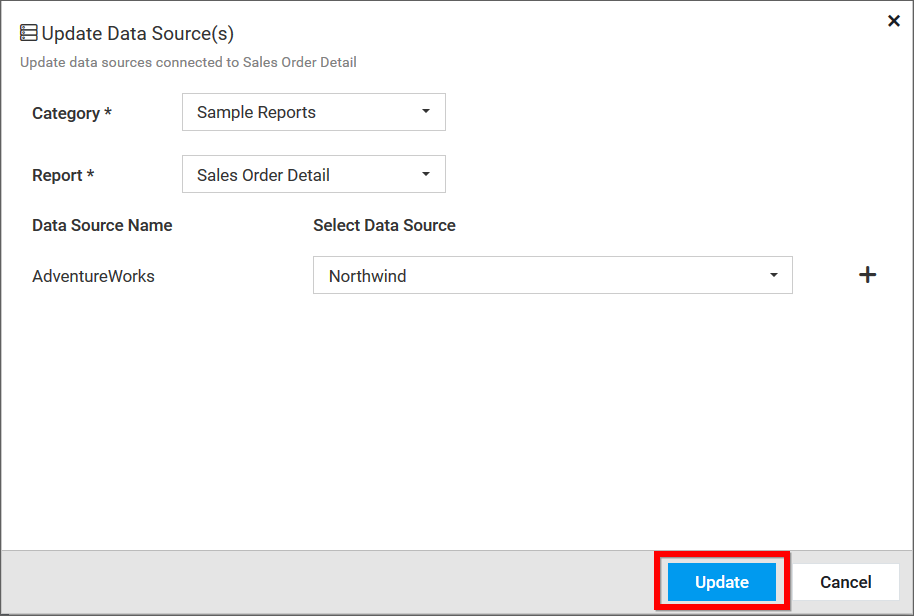 Update Data Source(s)
Update data sources connected to Sales Order Detail
Category * Sample Reports
Report * Sales Order Detail
Data Source Name Select Data Source
AdventureWorks Northwind
Update Cancel